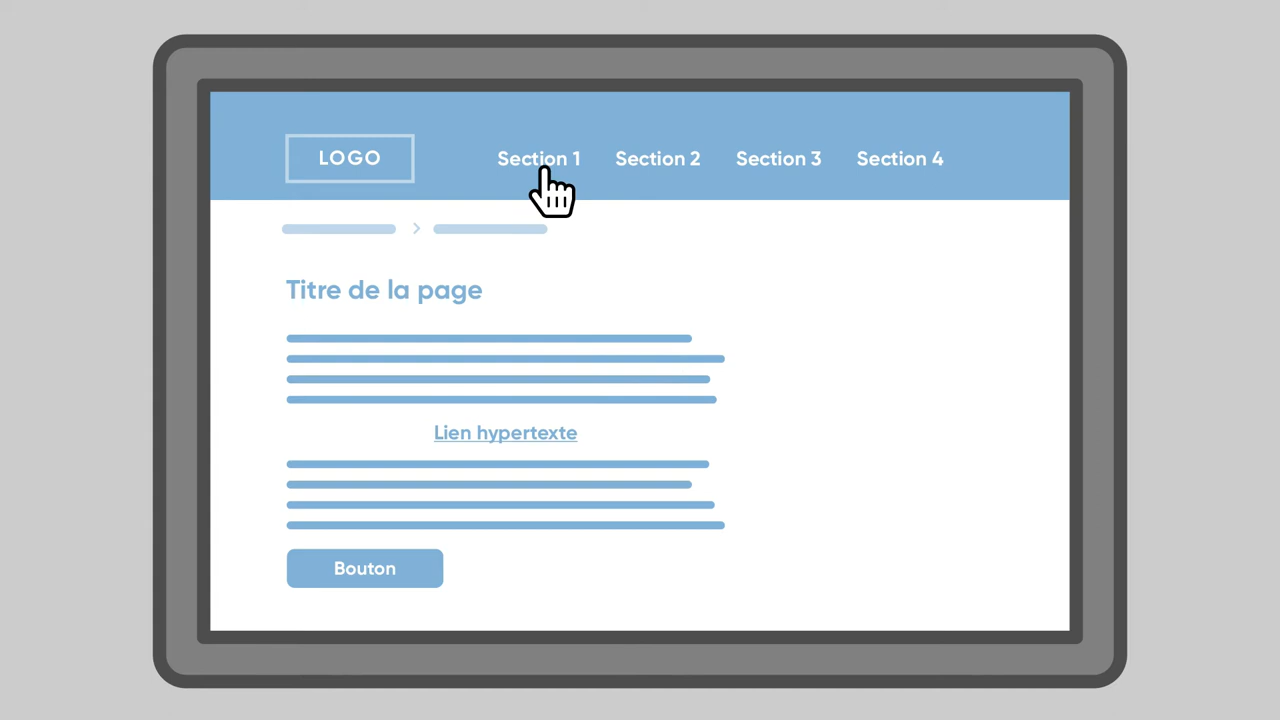 LOGO
Section 1 Section 2 Section 3 Section 4
Titre de la page
Lien hypertexte
Bouton